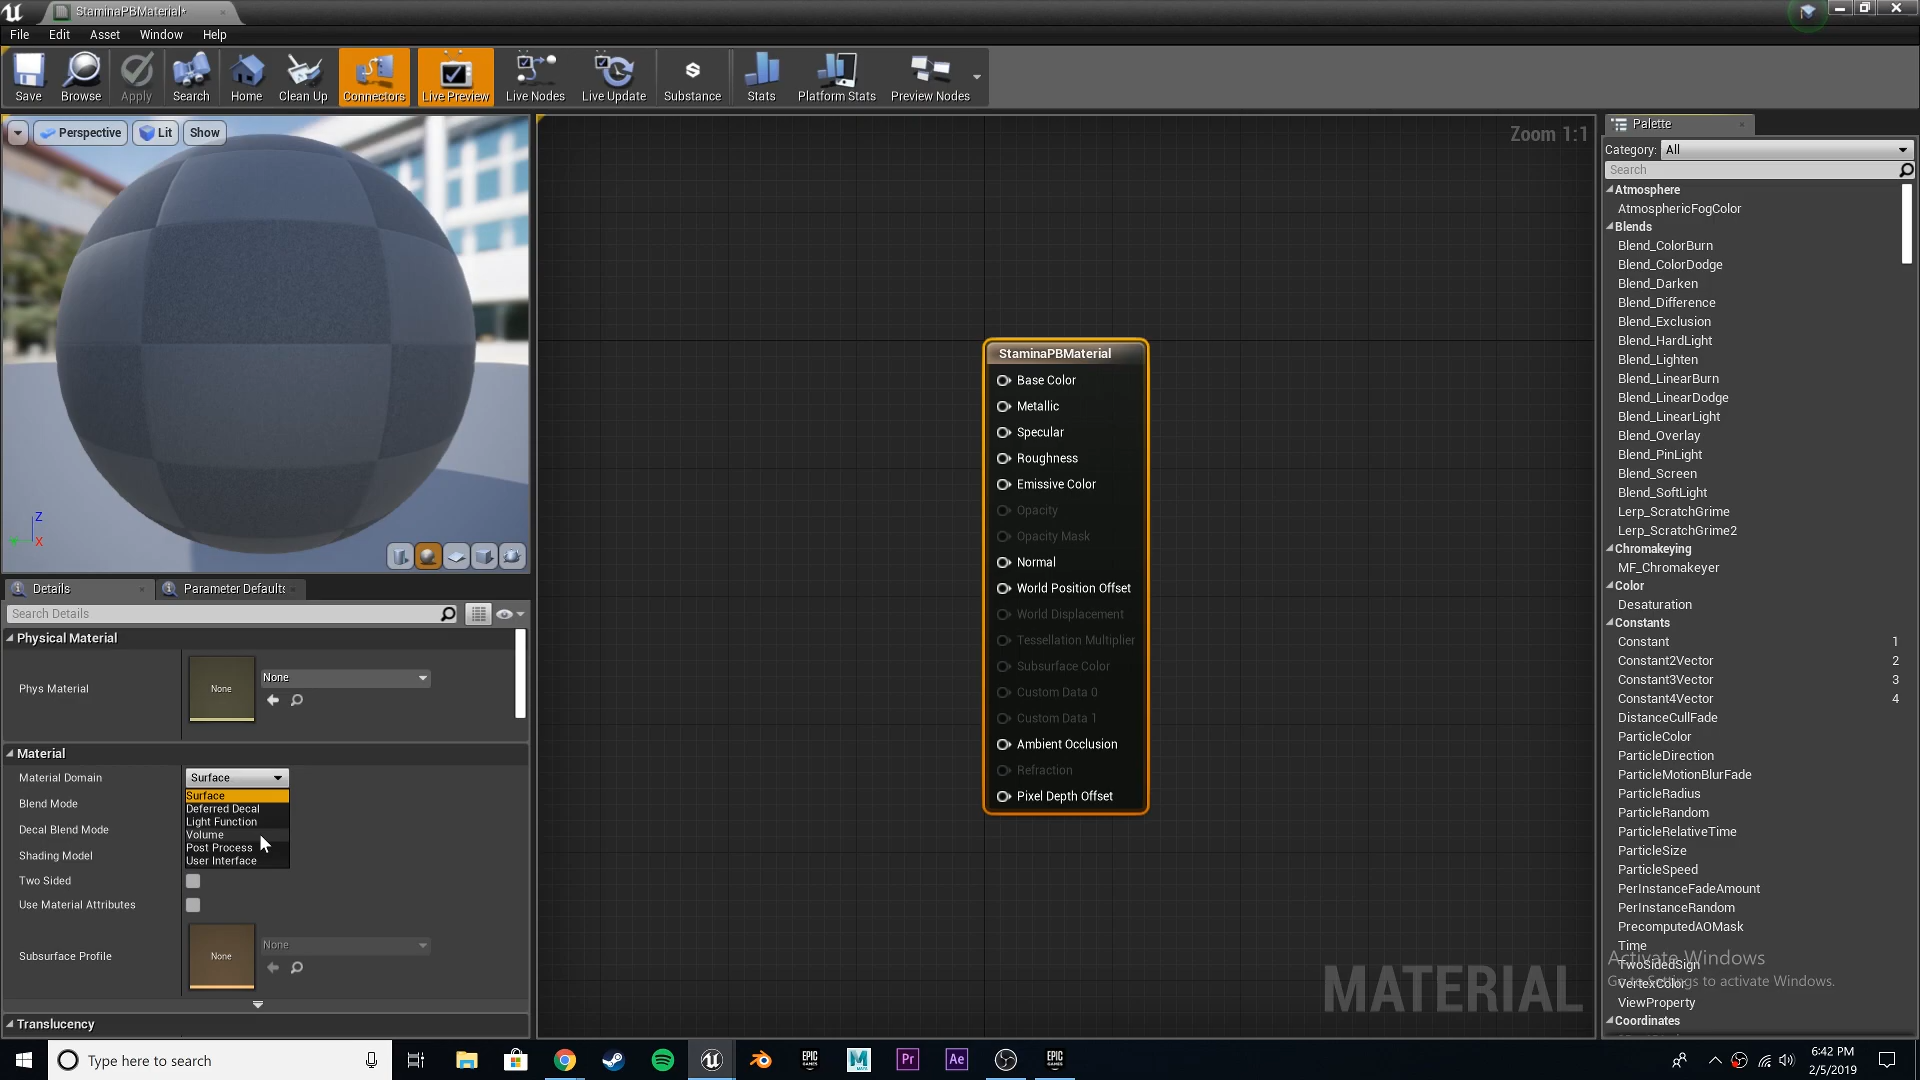 StaminaPBMaterial*
File Edit Asset Window Help
Save Browse Apply Search Home Clean Up Connectors Live Preview Live Nodes Live Update Substance Stats Platform Stats Preview Nodes
Perspective Lit Show
Z
X
Zoom 1:1
StaminaPBMaterial
Base Color
Metallic
Specular
Roughness
Emissive Color
Opacity
Opacity Mask
Normal
World Position Offset
World Displacement
Tessellation Multiplier
Subsurface Color
Custom Data 0
Custom Data 1
Ambient Occlusion
Refraction
Pixel Depth Offset
MATERIAL
Details
Parameter Defaults
Search Details
Physical Material
Phys Material
None
None
Material
Material Domain
Surface
Surface
Deferred Decal
Light Function
Volume
Post Process
User Interface
Blend Mode
Decal Blend Mode
Shading Model
Two Sided
Use Material Attributes
Subsurface Profile
None
None
Translucency
Palette
Category: All
Search
Atmosphere
AtmosphericFogColor
Blends
Blend_ColorBurn
Blend_ColorDodge
Blend_Darken
Blend_Difference
Blend_Exclusion
Blend_HardLight
Blend_Lighten
Blend_LinearBurn
Blend_LinearDodge
Blend_LinearLight
Blend_Overlay
Blend_PinLight
Blend_Screen
Blend_SoftLight
Lerp_ScratchGrime
Lerp_ScratchGrime2
Chromakeying
MF_Chromakeyer
Color
Desaturation
Constants
Constant 1
Constant2Vector 2
Constant3Vector 3
Constant4Vector 4
DistanceCullFade
ParticleColor
ParticleDirection
ParticleMotionBlurFade
ParticleRadius
ParticleRandom
ParticleRelativeTime
ParticleSize
ParticleSpeed
PerInstanceFadeAmount
PerInstanceRandom
PrecomputedAOMask
Time
TwoSidedSign
VertexColor
ViewProperty
Coordinates
Activate Windows
Go to Settings to activate Windows.
Type here to search
EPIC GAMES
MAYA
Pr
Ae
EPIC GAMES
6:42 PM
2/5/2019